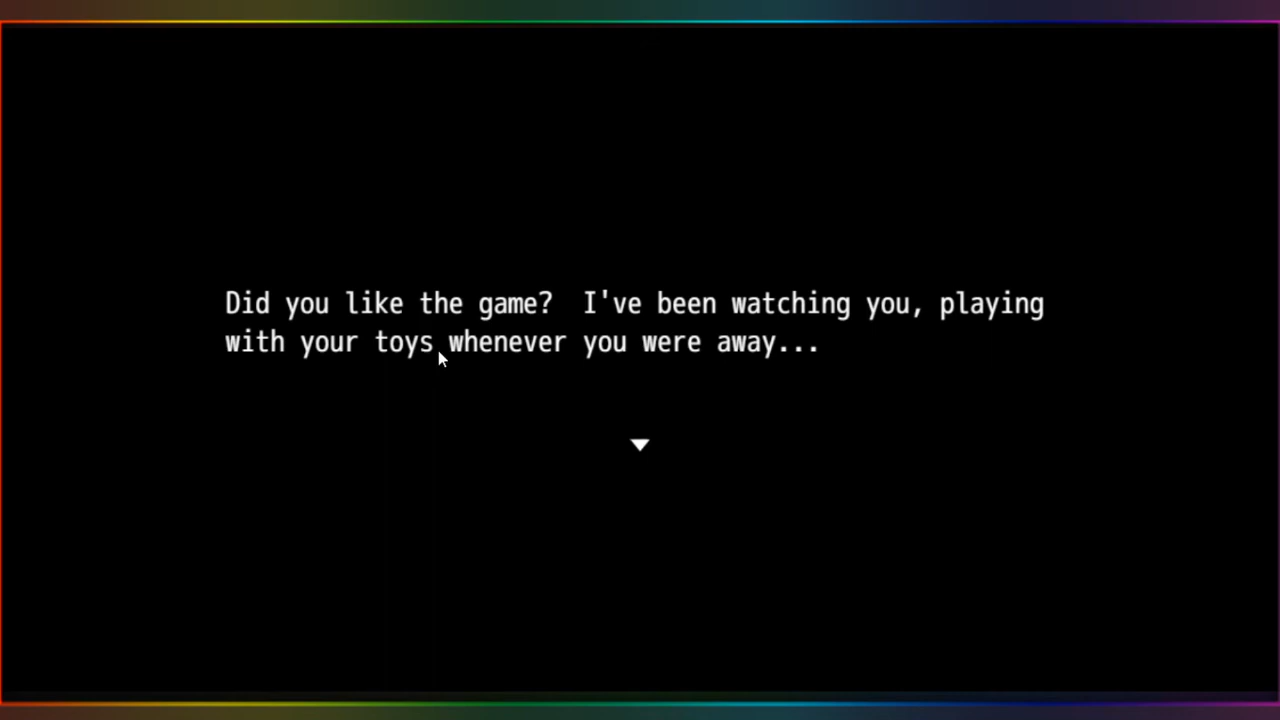 Did you like the game?  I've been watching you, playing
with your toys whenever you were away...